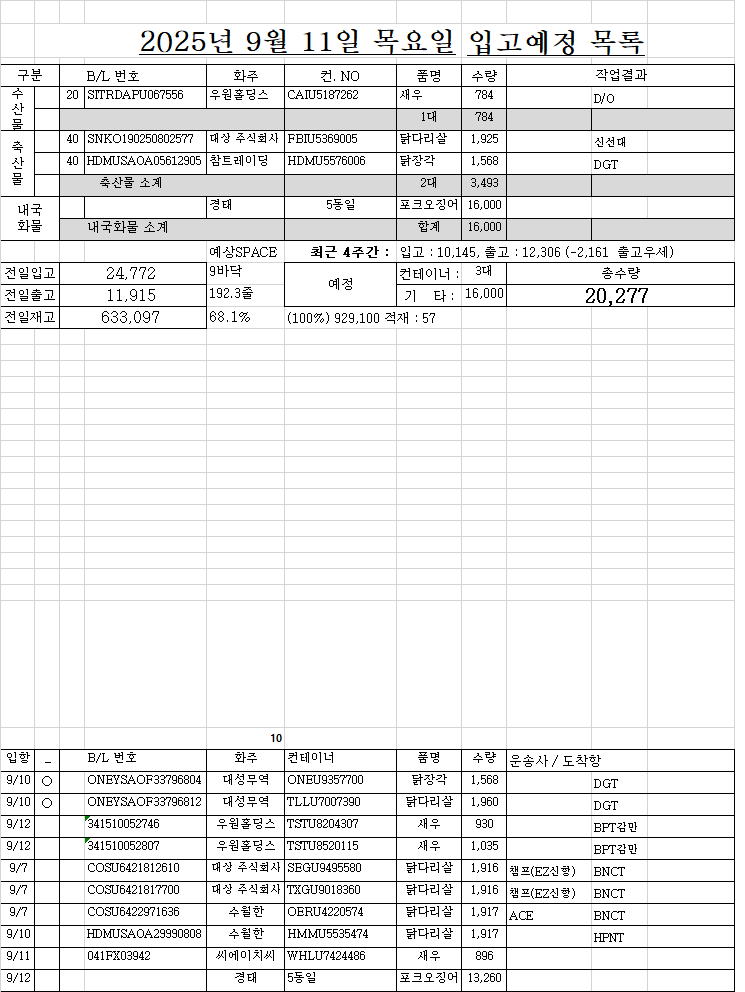 2025년 9월 11일 목요일 입고예정 목록
구분 B/L 번호 화주 컨. NO 품명 수량 작업결과
수산물 20 SITRDAPU067556 우원홀딩스 CAIU5187262 새우 784 D/O
1대 784
축산물 40 SNKO190250802577 대상 주식회사 FBIU5369005 닭다리살 1,925 신선대
40 HDMUSAOA05612905 참트레이딩 HDMU5576006 닭장각 1,568 DGT
축산물 소계 2대 3,493
내국화물 경태 5동일 포크오징어 16,000
내국화물 소계 합계 16,000
예상SPACE 최근 4주간 : 입고 : 10,145, 출고 : 12,306 (-2,161 출고우세)
전일입고 24,772 9바닥 예정 컨테이너 : 3대 총수량
전일출고 11,915 192.3줄 기 타 : 16,000 20,277
전일재고 633,097 68.1% (100%) 929,100 적재 : 57
10
입항 _ B/L 번호 화주 컨테이너 품명 수량 운송사 / 도착항
9/10 ○ ONEYSAOF33796804 대성무역 ONEU9357700 닭장각 1,568 DGT
9/10 ○ ONEYSAOF33796812 대성무역 TLLU7007390 닭다리살 1,960 DGT
9/12 341510052746 우원홀딩스 TSTU8204307 새우 930 BPT감만
9/12 341510052807 우원홀딩스 TSTU8520115 새우 1,035 BPT감만
9/7 COSU6421812610 대상 주식회사 SEGU9495580 닭다리살 1,916 캠프(EZ신항) BNCT
9/7 COSU6421817700 대상 주식회사 TXGU9018360 닭다리살 1,916 캠프(EZ신항) BNCT
9/7 COSU6422971636 수월한 OERU4220574 닭다리살 1,917 ACE BNCT
9/10 HDMUSAOA29990808 수월한 HMMU5535474 닭다리살 1,917 HPNT
9/11 041FX03942 씨에이치씨 WHLU7424486 새우 896
9/12 경태 5동일 포크오징어 13,260